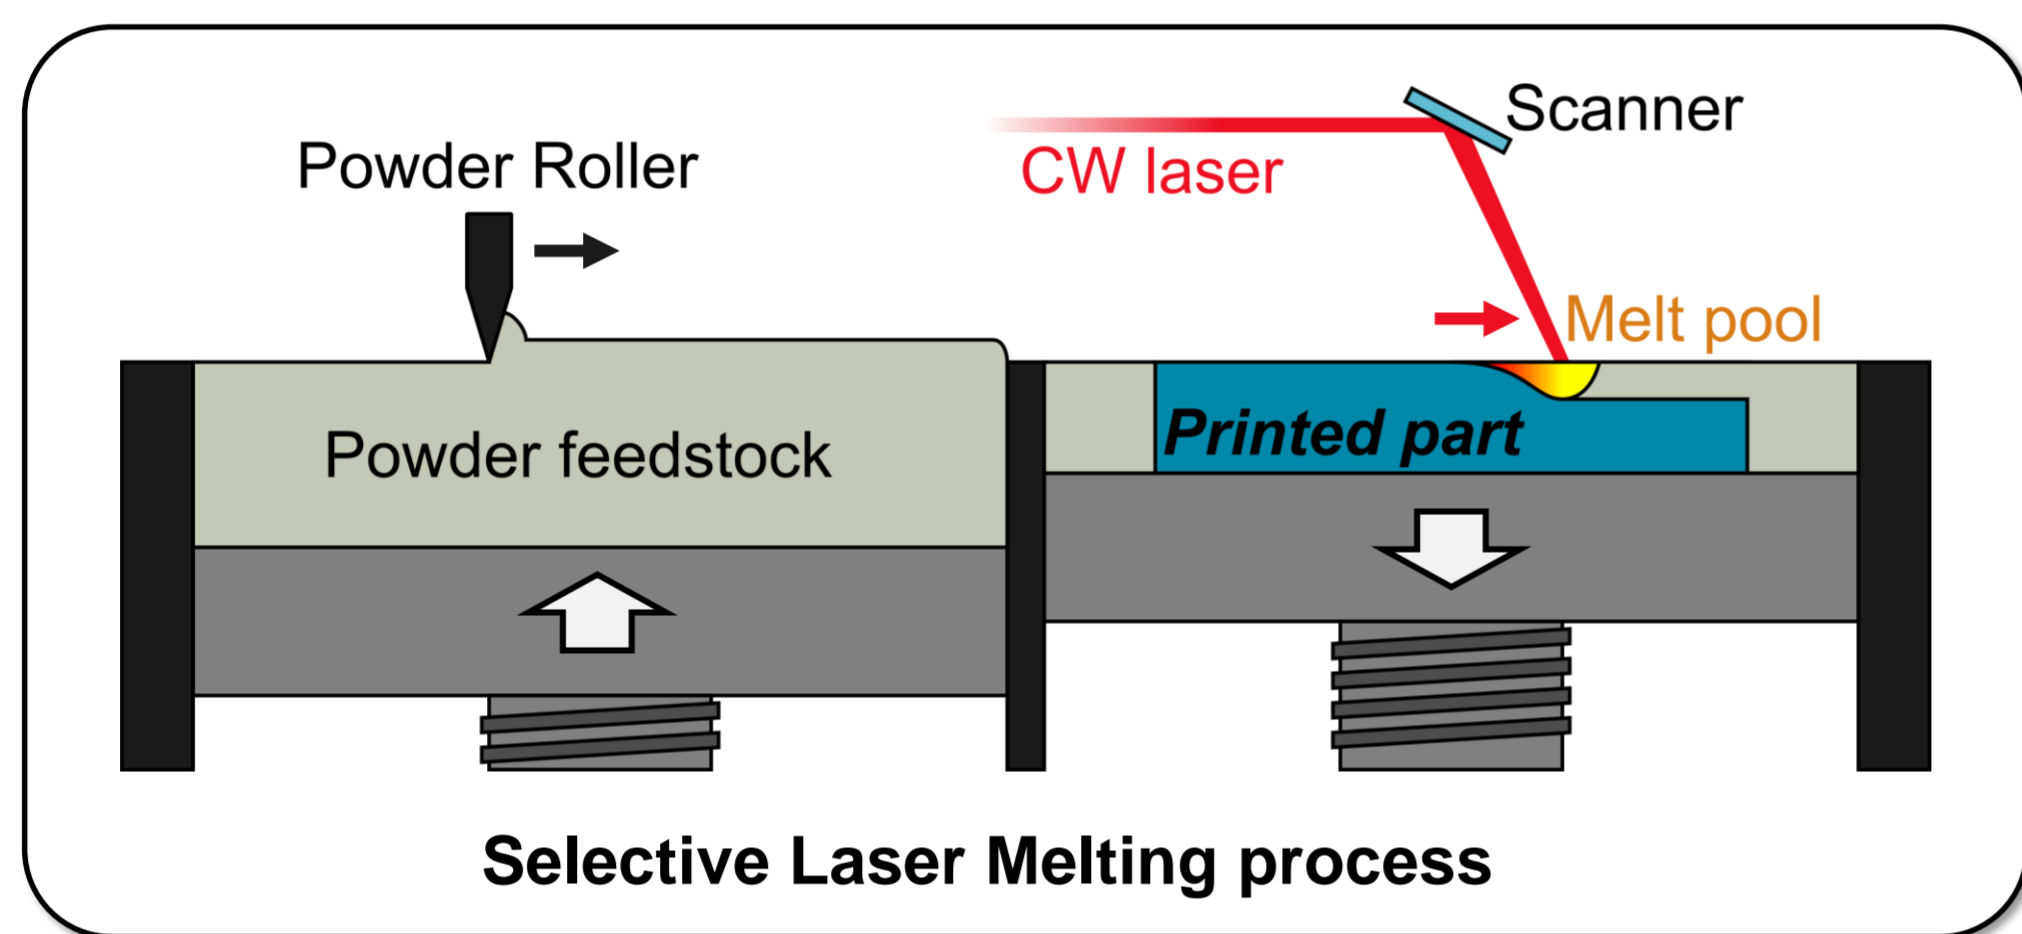 Scanner
Powder Roller
CW laser
Melt pool
Printed part
Powder feedstock
Selective Laser Melting process